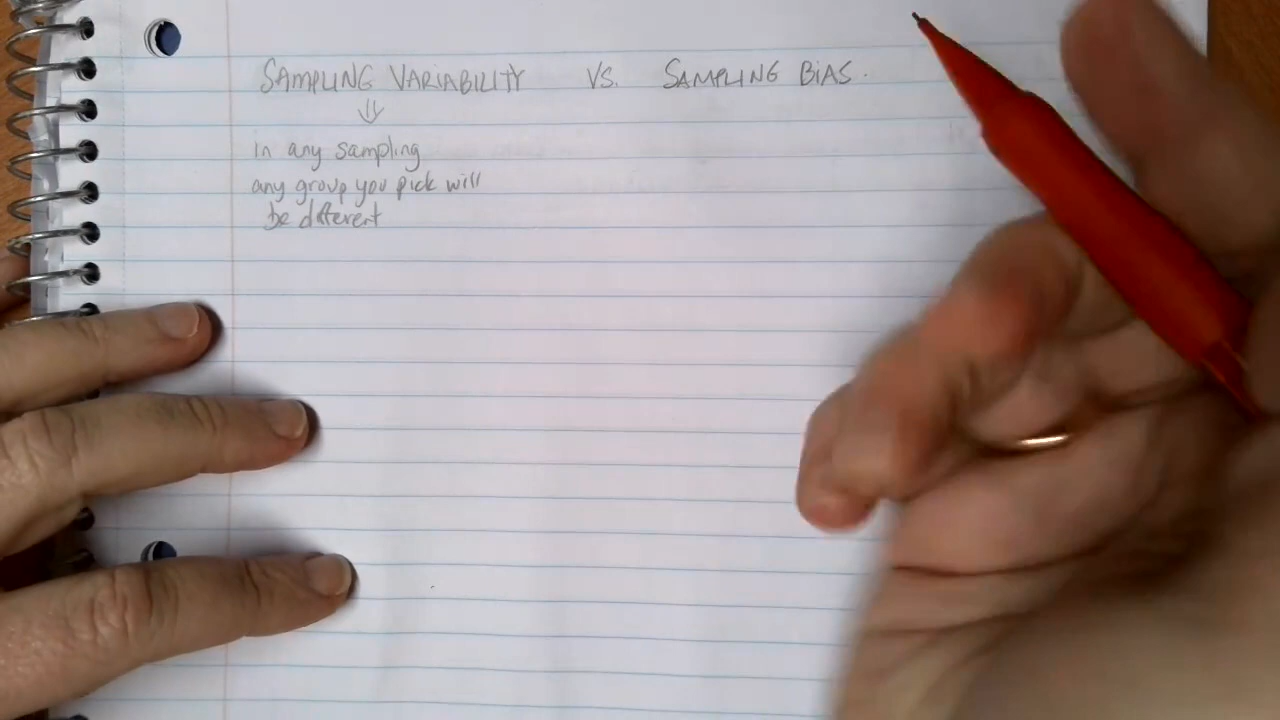 SAMPLING VARIABILITY VS. SAMPLING BIAS.
in any sampling
any group you pick will
be different